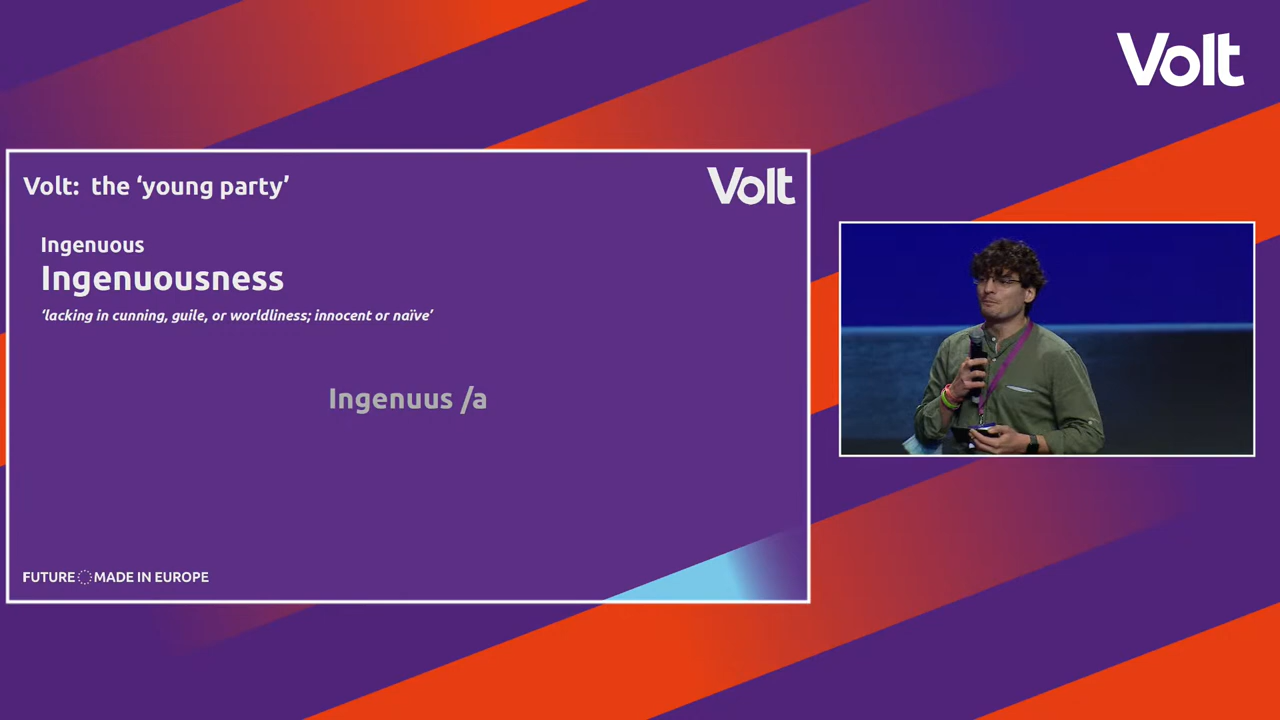 Volt
Volt: the ‘young party’
Volt
Ingenuous
Ingenuousness
‘lacking in cunning, guile, or worldliness; innocent or naïve’
Ingenuus /a
FUTURE MADE IN EUROPE